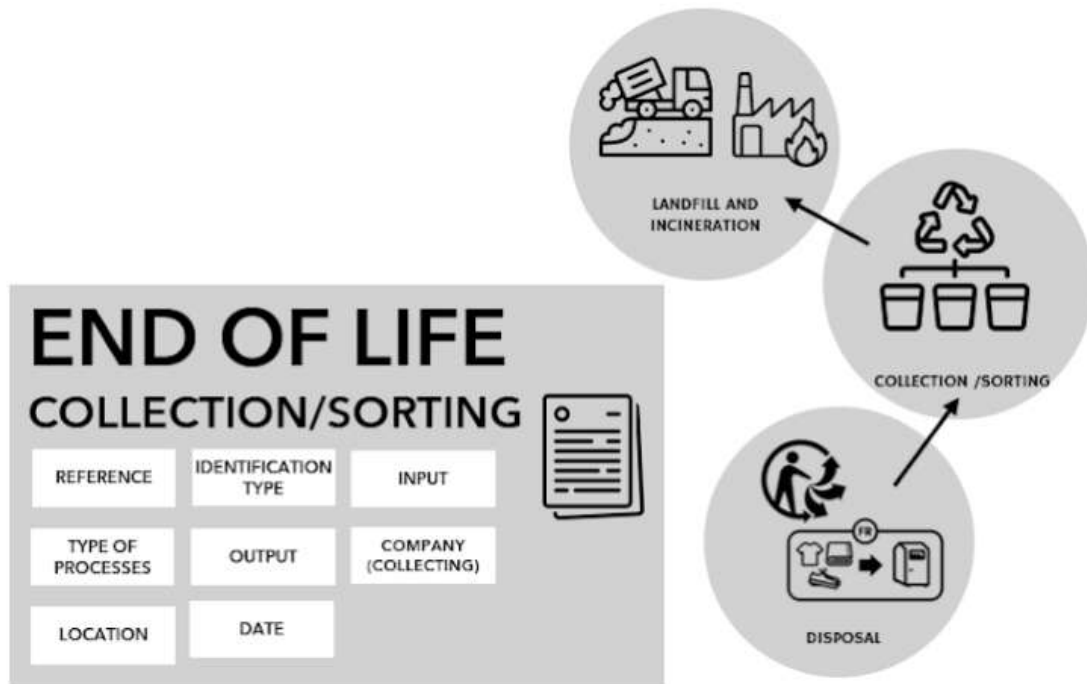 LANDFILL AND
INCINERATION
COLLECTION /SORTING
FR
DISPOSAL
END OF LIFE
COLLECTION/SORTING
REFERENCE
IDENTIFICATION
TYPE
INPUT
TYPE OF
PROCESSES
OUTPUT
COMPANY
(COLLECTING)
LOCATION
DATE